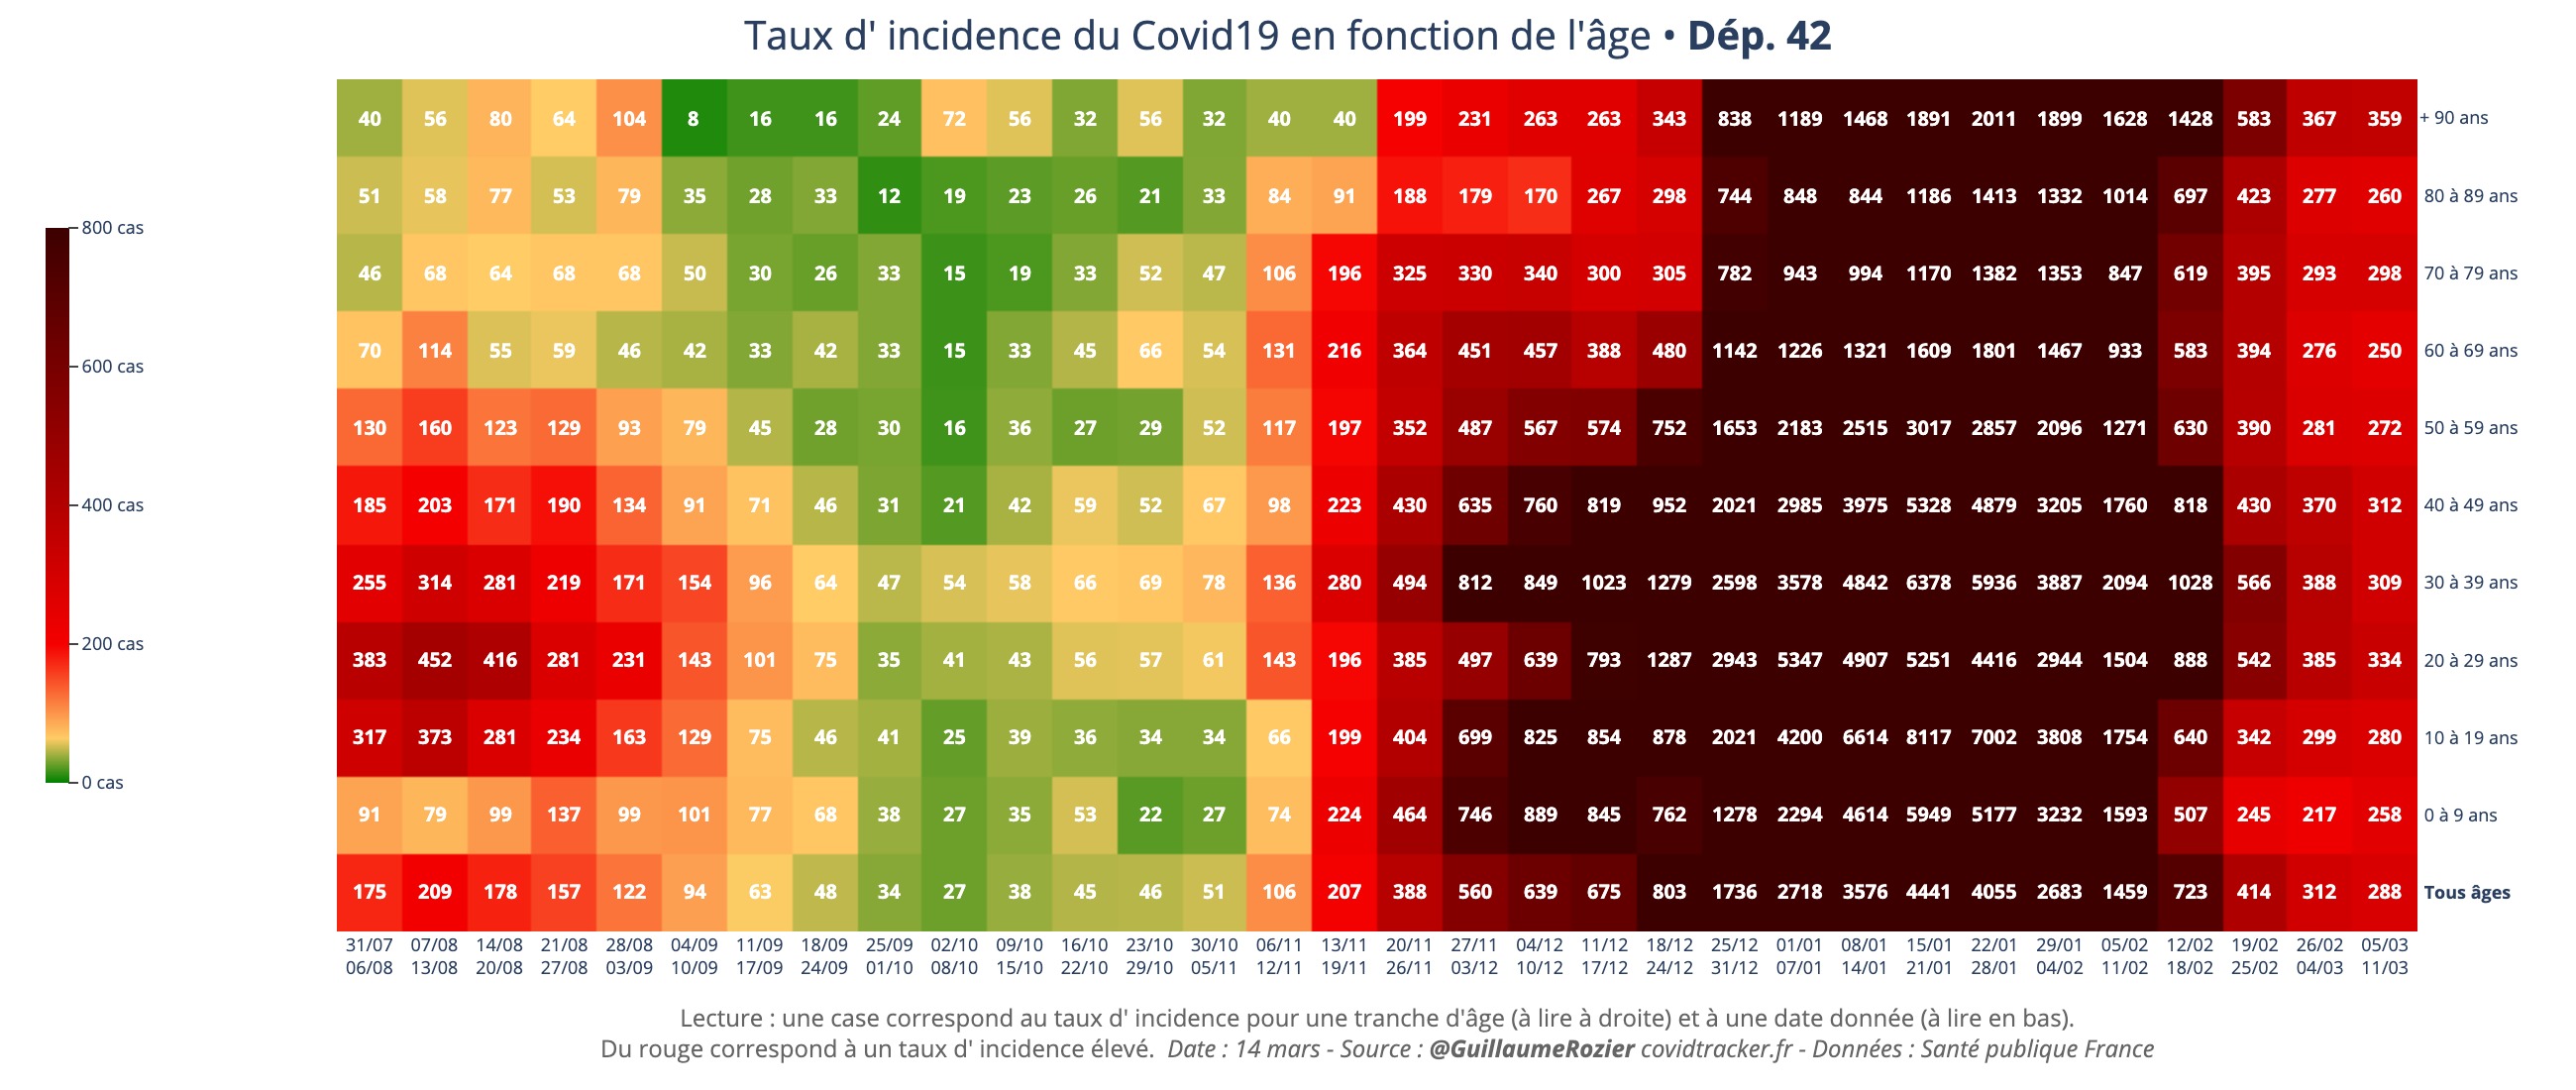 Taux d' incidence du Covid19 en fonction de l'âge • Dép. 42
800 cas
600 cas
400 cas
200 cas
0 cas
40 56 80 64 104 8 16 16 24 72 56 32 56 32 40 40 199 231 263 263 343 838 1189 1468 1891 2011 1899 1628 1428 583 367 359 + 90 ans
51 58 77 53 79 35 28 33 12 19 23 26 21 33 84 91 188 179 170 267 298 744 848 844 1186 1413 1332 1014 697 423 277 260 80 à 89 ans
46 68 64 68 68 50 30 26 33 15 19 33 52 47 106 196 325 330 340 300 305 782 943 994 1170 1382 1353 847 619 395 293 298 70 à 79 ans
70 114 55 59 46 42 33 42 33 15 33 45 66 54 131 216 364 451 457 388 480 1142 1226 1321 1609 1801 1467 933 583 394 276 250 60 à 69 ans
130 160 123 129 93 79 45 28 30 16 36 27 29 52 117 197 352 487 567 574 752 1653 2183 2515 3017 2857 2096 1271 630 390 281 272 50 à 59 ans
185 203 171 190 134 91 71 46 31 21 42 59 52 67 98 223 430 635 760 819 952 2021 2985 3975 5328 4879 3205 1760 818 430 370 312 40 à 49 ans
255 314 281 219 171 154 96 64 47 54 58 66 69 78 136 280 494 812 849 1023 1279 2598 3578 4842 6378 5936 3887 2094 1028 566 388 309 30 à 39 ans
383 452 416 281 231 143 101 75 35 41 43 56 57 61 143 196 385 497 639 793 1287 2943 5347 4907 5251 4416 2944 1504 888 542 385 334 20 à 29 ans
317 373 281 234 163 129 75 46 41 25 39 36 34 34 66 199 404 699 825 854 878 2021 4200 6614 8117 7002 3808 1754 640 342 299 280 10 à 19 ans
91 79 99 137 99 101 77 68 38 27 35 53 22 27 74 224 464 746 889 845 762 1278 2294 4614 5949 5177 3232 1593 507 245 217 258 0 à 9 ans
175 209 178 157 122 94 63 48 34 27 38 45 46 51 106 207 388 560 639 675 803 1736 2718 3576 4441 4055 2683 1459 723 414 312 288 Tous âges
31/07 07/08 14/08 21/08 28/08 04/09 11/09 18/09 25/09 02/10 09/10 16/10 23/10 30/10 06/11 13/11 20/11 27/11 04/12 11/12 18/12 25/12 01/01 08/01 15/01 22/01 29/01 05/02 12/02 19/02 26/02 05/03
06/08 13/08 20/08 27/08 03/09 10/09 17/09 24/09 01/10 08/10 15/10 22/10 29/10 05/11 12/11 19/11 26/11 03/12 10/12 17/12 24/12 31/12 07/01 14/01 21/01 28/01 04/02 11/02 18/02 25/02 04/03 11/03
Lecture : une case correspond au taux d' incidence pour une tranche d'âge (à lire à droite) et à une date donnée (à lire en bas).
Du rouge correspond à un taux d' incidence élevé. Date : 14 mars - Source : @GuillaumeRozier covidtracker.fr - Données : Santé publique France